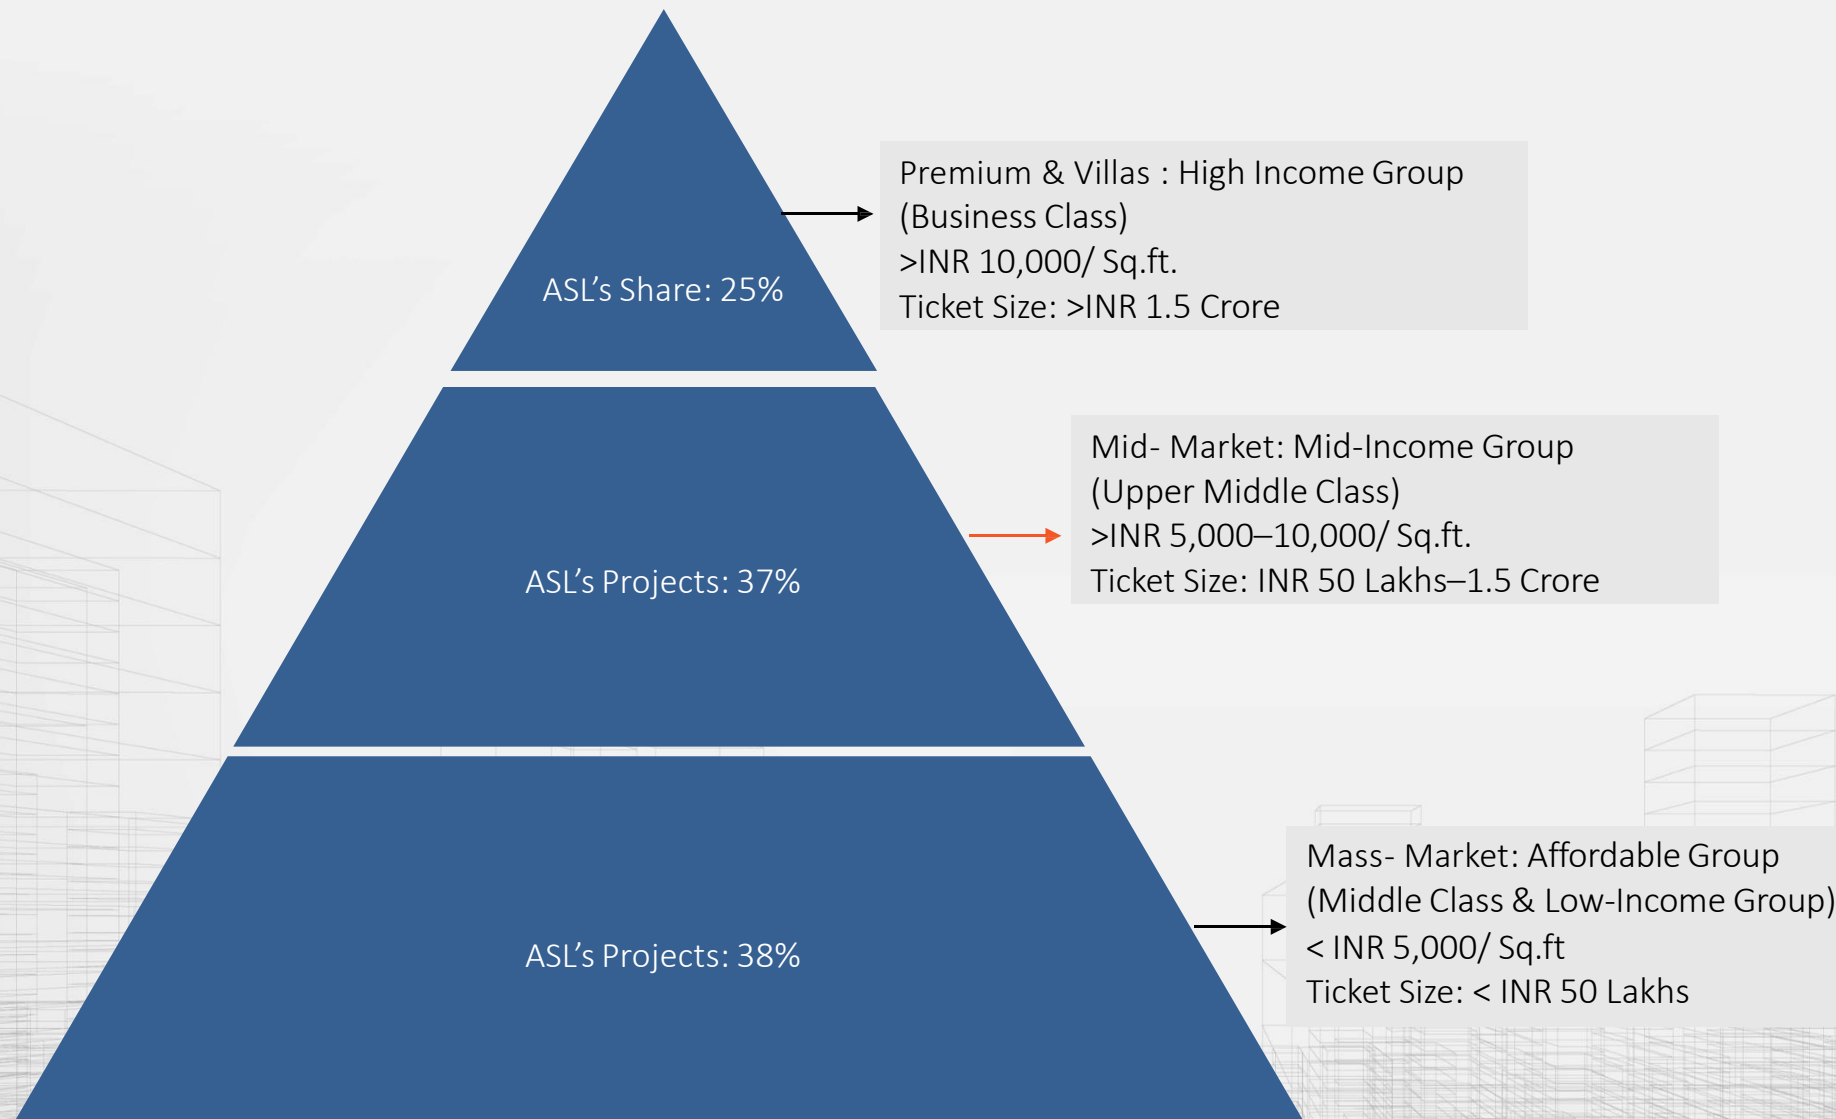 Premium & Villas : High Income Group
(Business Class)
>INR 10,000/ Sq.ft.
Ticket Size: >INR 1.5 Crore
ASL’s Share: 25%
Mid- Market: Mid-Income Group
(Upper Middle Class)
>INR 5,000–10,000/ Sq.ft.
Ticket Size: INR 50 Lakhs–1.5 Crore
ASL’s Projects: 37%
Mass- Market: Affordable Group
(Middle Class & Low-Income Group)
< INR 5,000/ Sq.ft
Ticket Size: < INR 50 Lakhs
ASL’s Projects: 38%